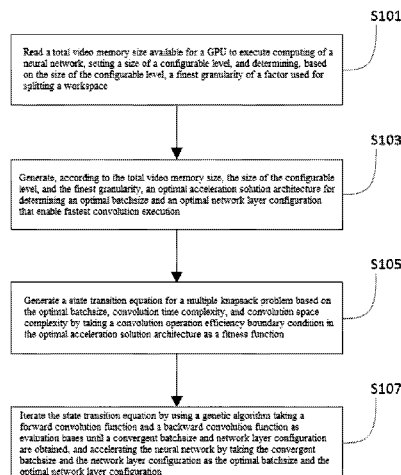 S101
Read a total video memory size available for a GPU to execute computing of a
neural network, setting a size of a configurable level, and determining, based
on the size of the configurable level, a finest granularity of a factor used for
splitting a workspace
S103
Generate, according to the total video memory size, the size of the configurable
level, and the finest granularity, an optimal acceleration solution architecture for
determining an optimal batchsize and an optimal network layer configuration
that enable fastest convolution execution
S105
Generate a state transition equation for a multiple knapsack problem based on
the optimal batchsize, convolution time complexity, and convolution space
complexity by taking a convolution operation efficiency boundary condition in
the optimal acceleration solution architecture as a fitness function
S107
Iterate the state transition equation by using a genetic algorithm taking a
forward convolution function and a backward convolution function as
evaluation bases until a convergent batchsize and network layer configuration
are obtained, and accelerating the neural network by taking the convergent
batchsize and the network layer configuration as the optimal batchsize and the
optimal network layer configuration